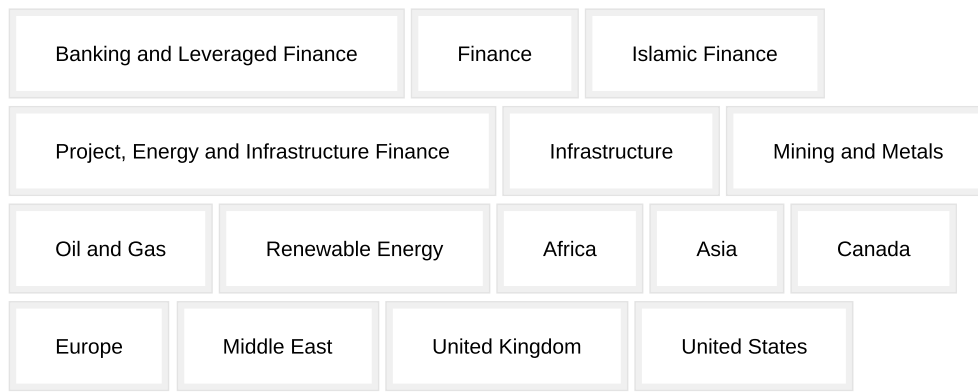 Banking and Leveraged Finance Finance Islamic Finance
Project, Energy and Infrastructure Finance Infrastructure Mining and Metals
Oil and Gas Renewable Energy Africa Asia Canada
Europe Middle East United Kingdom United States